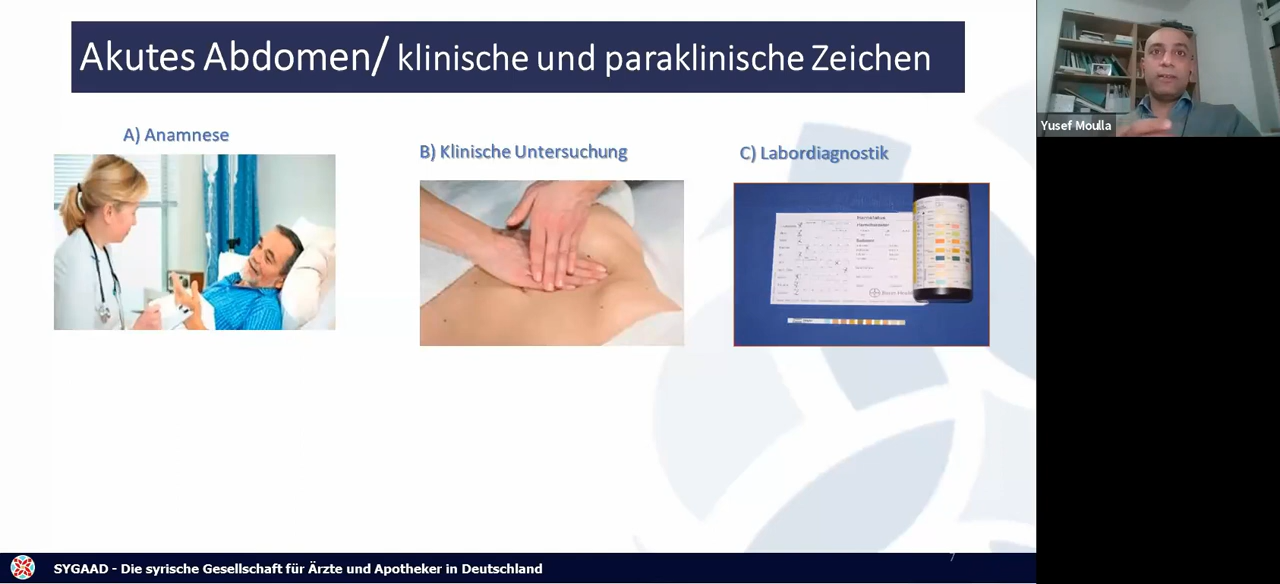 Akutes Abdomen/ klinische und paraklinische Zeichen
A) Anamnese
B) Klinische Untersuchung
C) Labordiagnostik
Yusef Moulla
7
SYGAAD - Die syrische Gesellschaft für Ärzte und Apotheker in Deutschland